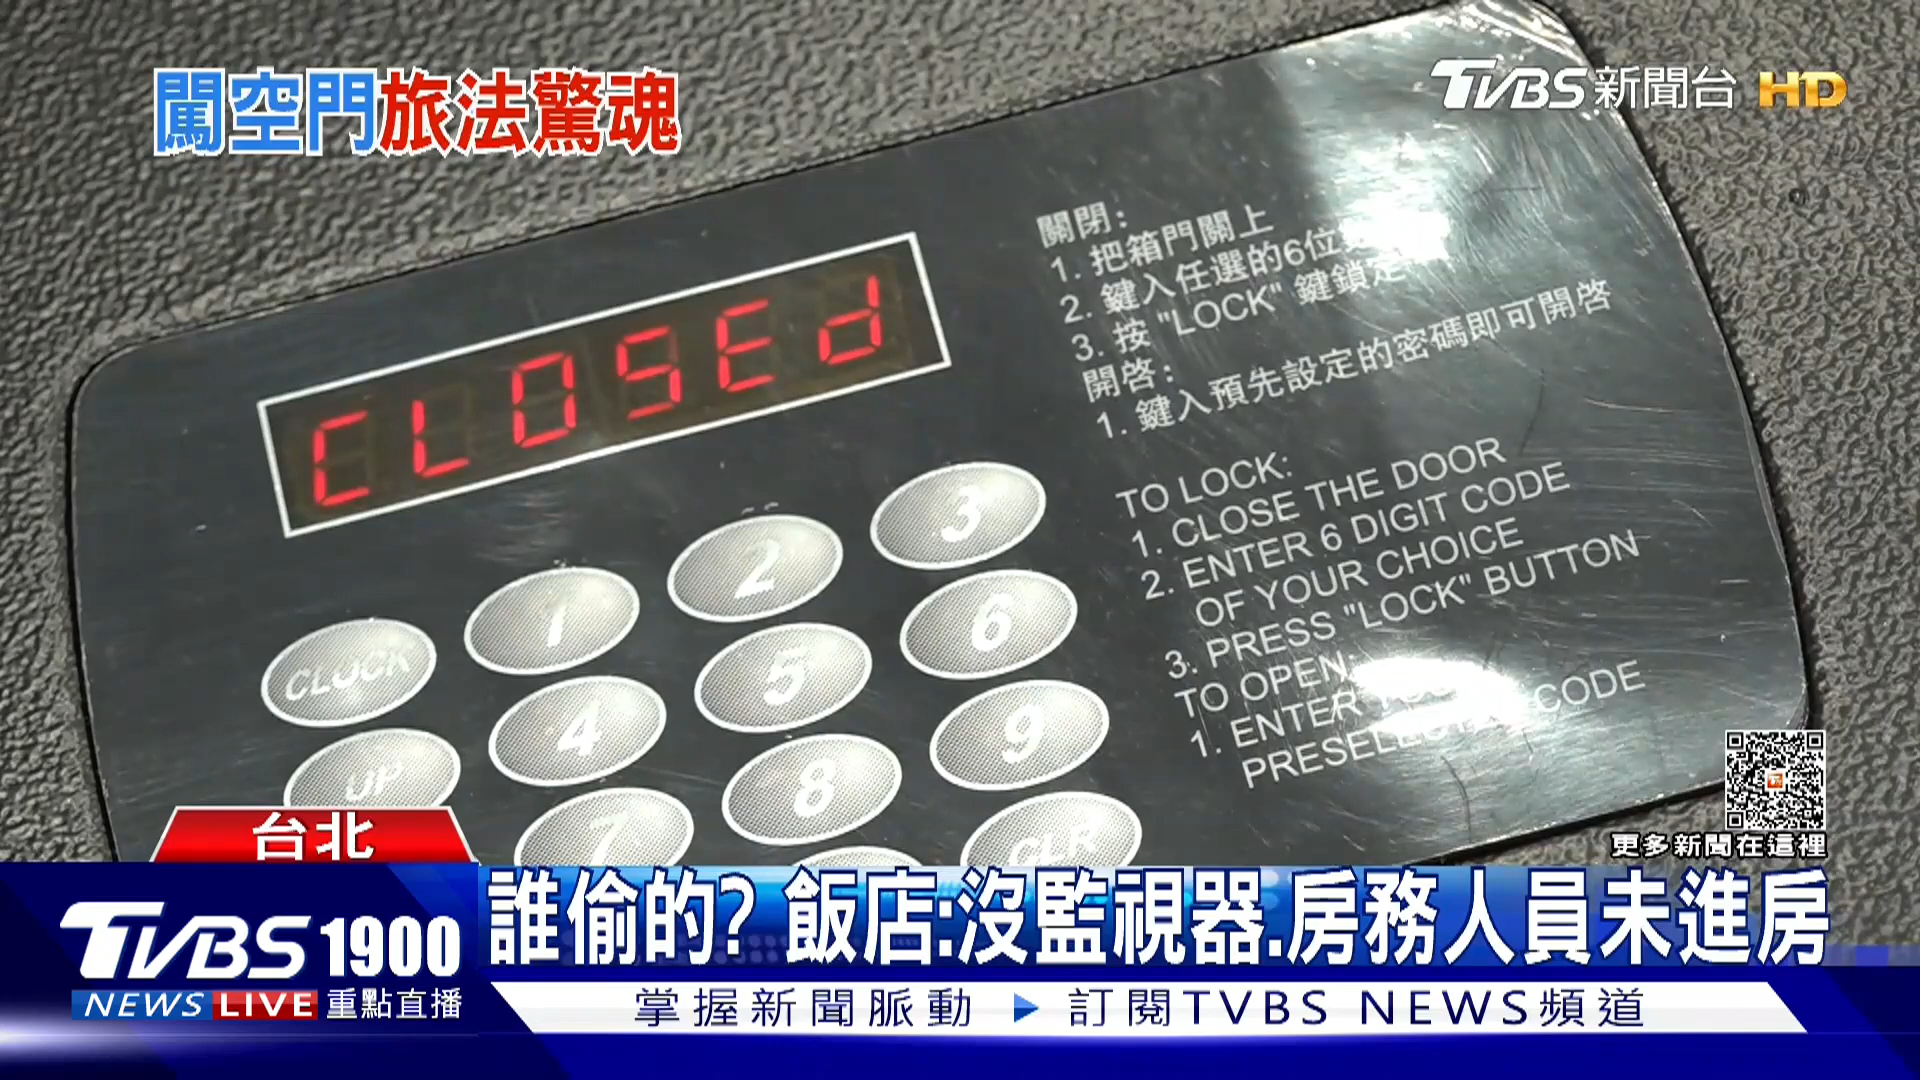 闖空門旅法驚魂
TVBS新聞台 HD
CLOSEd
關閉:
1. 把箱門關上
2. 鍵入任選的6位
3. 按 "LOCK" 鍵鎖定
開啓:
1. 鍵入預先設定的密碼即可開啓
TO LOCK:
1. CLOSE THE DOOR
2. ENTER 6 DIGIT CODE
OF YOUR CHOICE
3. PRESS "LOCK" BUTTON
TO OPEN:
1. ENTER
CODE
CLOCK 1 2 3
UP 4 5 6
7 8 9
CLR
更多新聞在這裡
台北
誰偷的? 飯店:沒監視器.房務人員未進房
TVBS 1900
NEWS LIVE 重點直播
掌握新聞脈動 ▶ 訂閱TVBS NEWS頻道